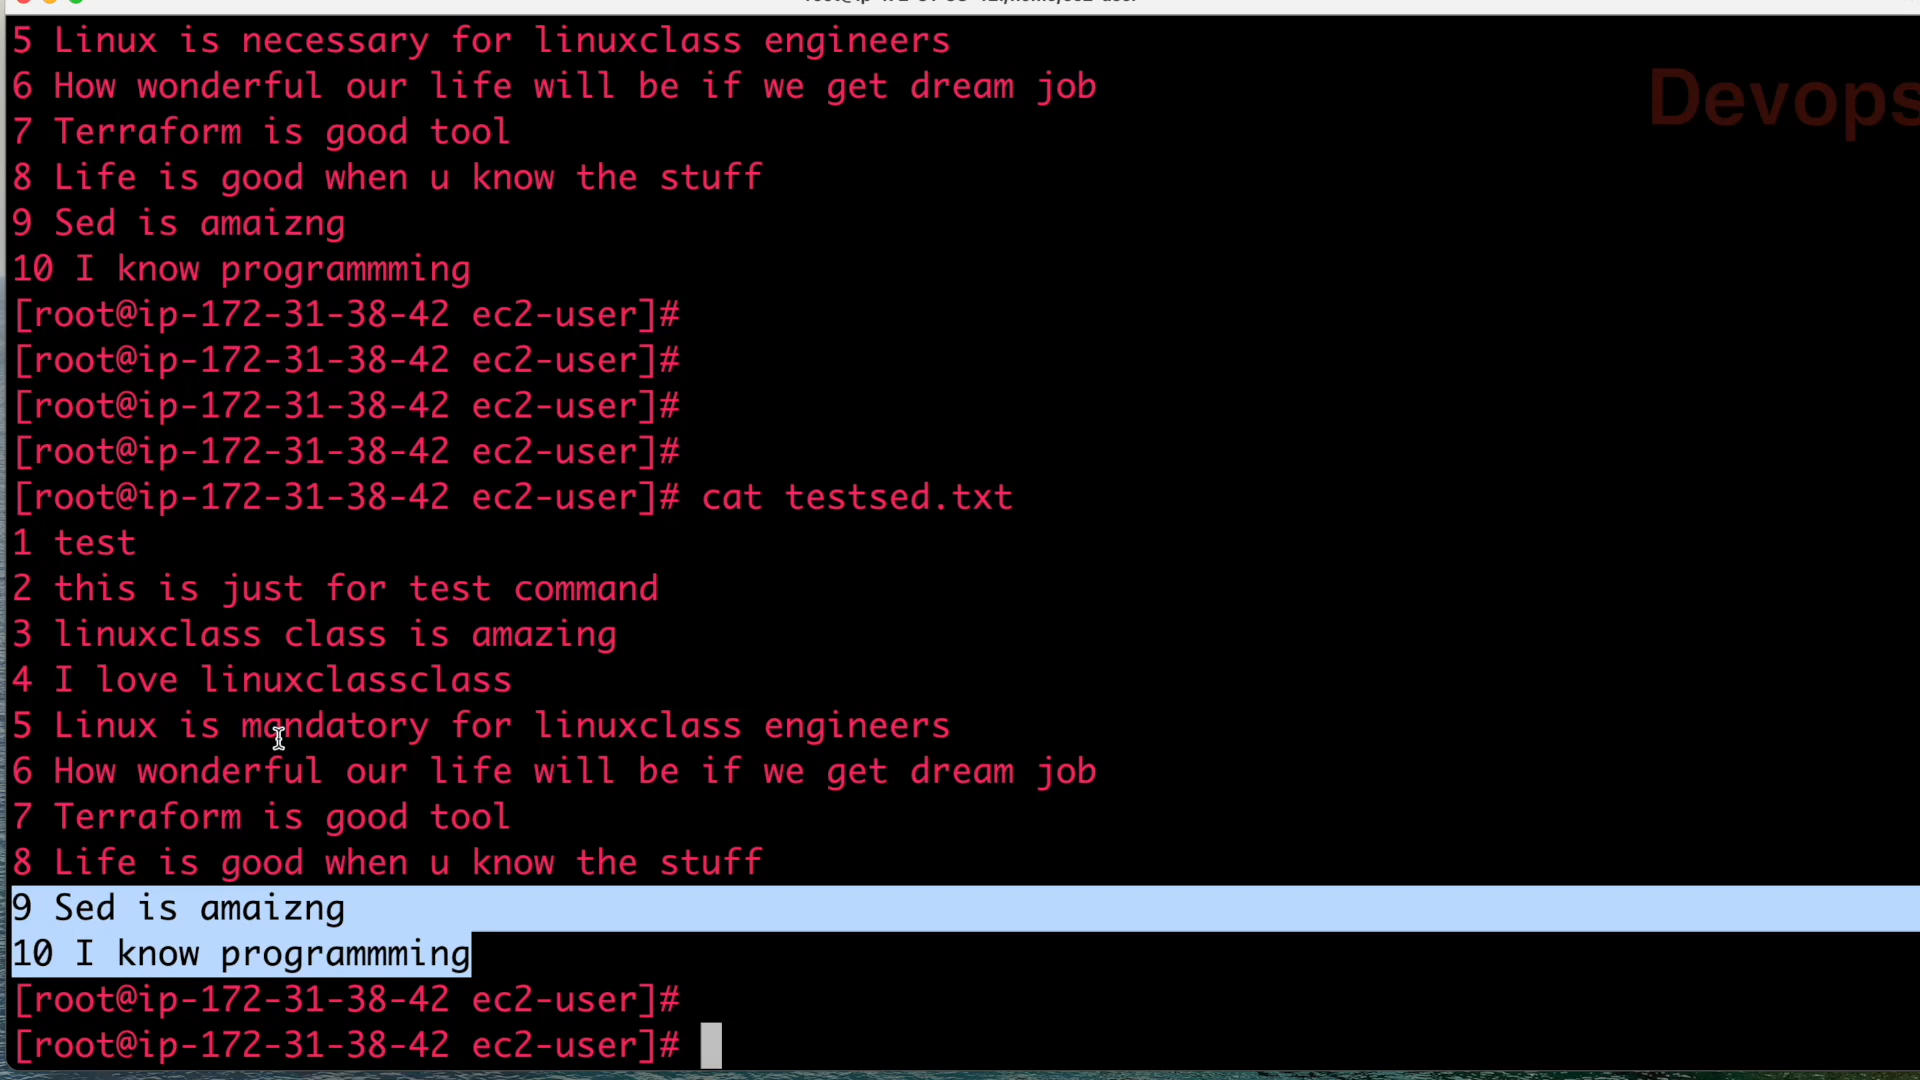 5 Linux is necessary for linuxclass engineers
6 How wonderful our life will be if we get dream job
Devops
7 Terraform is good tool
8 Life is good when u know the stuff
9 Sed is amaizng
10 I know programmming
[root@ip-172-31-38-42 ec2-user]#
[root@ip-172-31-38-42 ec2-user]#
[root@ip-172-31-38-42 ec2-user]#
[root@ip-172-31-38-42 ec2-user]#
[root@ip-172-31-38-42 ec2-user]# cat testsed.txt
1 test
2 this is just for test command
3 linuxclass class is amazing
4 I love linuxclassclass
5 Linux is mandatory for linuxclass engineers
6 How wonderful our life will be if we get dream job
7 Terraform is good tool
8 Life is good when u know the stuff
9 Sed is amaizng
10 I know programmming
[root@ip-172-31-38-42 ec2-user]#
[root@ip-172-31-38-42 ec2-user]#